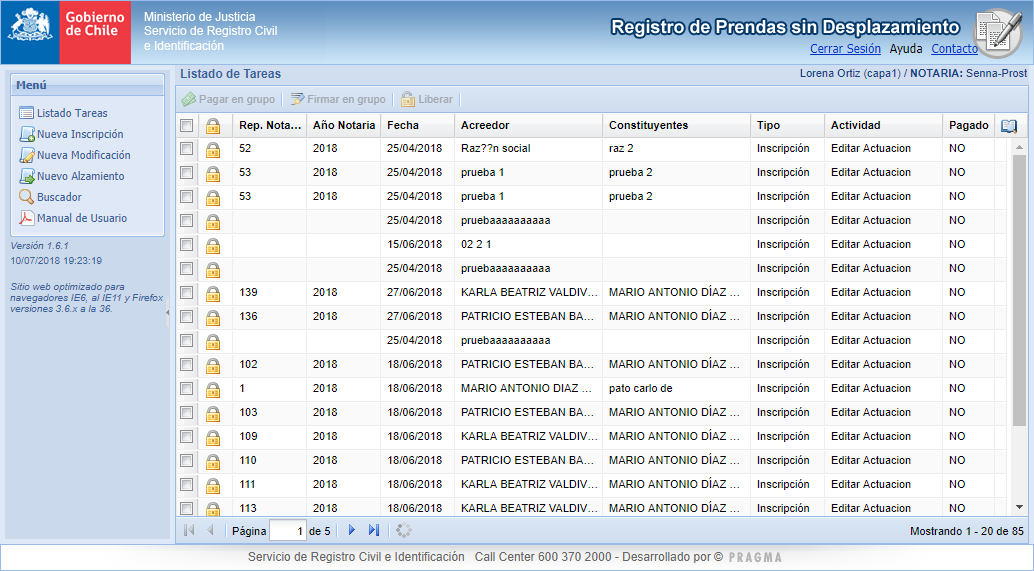 Gobierno
de Chile
Ministerio de Justicia
Servicio de Registro Civil
e Identificación
Registro de Prendas sin Desplazamiento
Cerrar Sesión Ayuda Contacto
Menú
Listado Tareas
Nueva Inscripción
Nueva Modificación
Nuevo Alzamiento
Buscador
Manual de Usuario
Versión 1.6.1
10/07/2018 19:23:19
Sitio web optimizado para
navegadores IE6, al IE11 y Firefox
versiones 3.6.x a la 36.
Listado de Tareas
Lorena Ortiz (capa1) / NOTARIA: Senna-Prost
Pagar en grupo Firmar en grupo Liberar
Rep. Nota... Año Notaria Fecha Acreedor Constituyentes Tipo Actividad Pagado
52 2018 25/04/2018 Raz??n social raz 2 Inscripción Editar Actuacion NO
53 2018 25/04/2018 prueba 1 prueba 2 Inscripción Editar Actuacion NO
53 2018 25/04/2018 prueba 1 prueba 2 Inscripción Editar Actuacion NO
25/04/2018 pruebaaaaaaaaaa Inscripción Editar Actuacion NO
15/06/2018 02 2 1 Inscripción Editar Actuacion NO
25/04/2018 pruebaaaaaaaaaa Inscripción Editar Actuacion NO
139 2018 27/06/2018 KARLA BEATRIZ VALDIV... MARIO ANTONIO DÍAZ ... Inscripción Editar Actuacion NO
136 2018 27/06/2018 PATRICIO ESTEBAN BA... MARIO ANTONIO DÍAZ ... Inscripción Editar Actuacion NO
25/04/2018 pruebaaaaaaaaaa Inscripción Editar Actuacion NO
102 2018 18/06/2018 PATRICIO ESTEBAN BA... MARIO ANTONIO DÍAZ ... Inscripción Editar Actuacion NO
1 2018 18/06/2018 MARIO ANTONIO DIAZ ... pato carlo de Inscripción Editar Actuacion NO
103 2018 18/06/2018 PATRICIO ESTEBAN BA... MARIO ANTONIO DÍAZ ... Inscripción Editar Actuacion NO
109 2018 18/06/2018 KARLA BEATRIZ VALDIV... MARIO ANTONIO DÍAZ ... Inscripción Editar Actuacion NO
110 2018 18/06/2018 PATRICIO ESTEBAN BA... MARIO ANTONIO DÍAZ ... Inscripción Editar Actuacion NO
111 2018 18/06/2018 KARLA BEATRIZ VALDIV... MARIO ANTONIO DÍAZ ... Inscripción Editar Actuacion NO
113 2018 18/06/2018 KARLA BEATRIZ VALDIV... MARIO ANTONIO DÍAZ ... Inscripción Editar Actuacion NO
Página 1 de 5
Mostrando 1 - 20 de 85
Servicio de Registro Civil e Identificación Call Center 600 370 2000 - Desarrollado por © PRAGMA